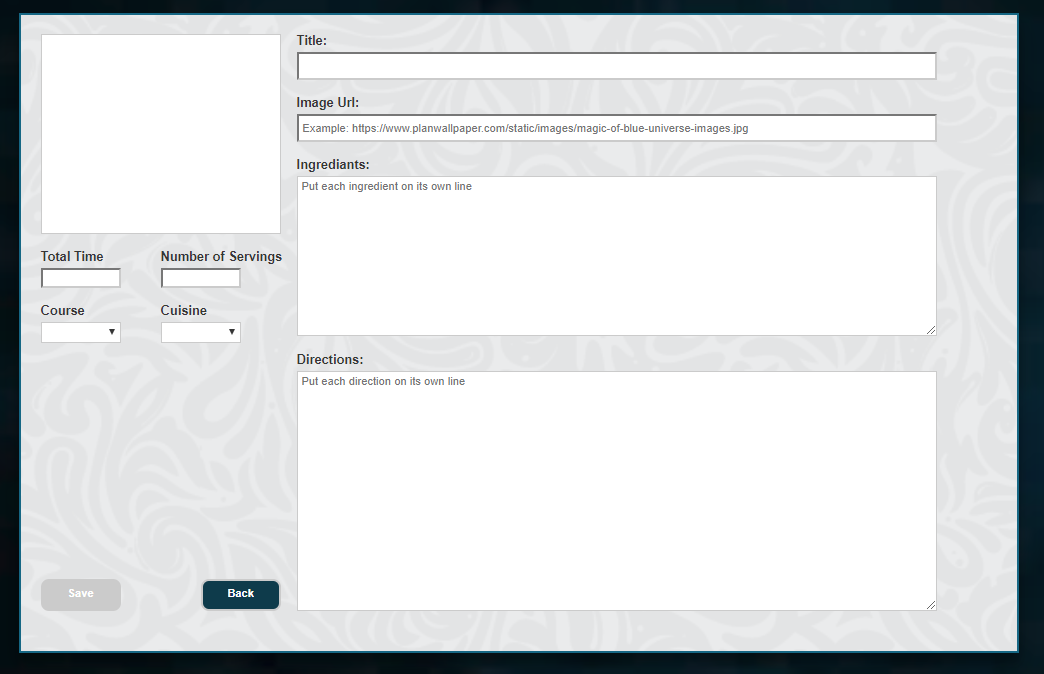 Title:
Image Url:
Example: https://www.planwallpaper.com/static/images/magic-of-blue-universe-images.jpg
Ingrediants:
Put each ingredient on its own line
Total Time
Number of Servings
Course
Cuisine
Directions:
Put each direction on its own line
Save
Back